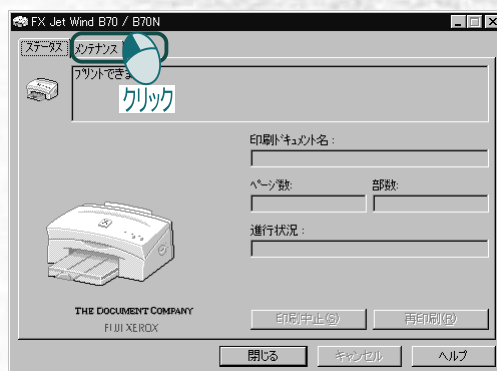 FX Jet Wind B70 / B70N
ステータス メンテナンス
プリントできま
クリック
印刷ドキュメント名：
ページ数: 部数:
進行状況：
THE DOCUMENT COMPANY
FUJI XEROX
印刷中止(S) 再印刷(R)
閉じる キャンセル ヘルプ